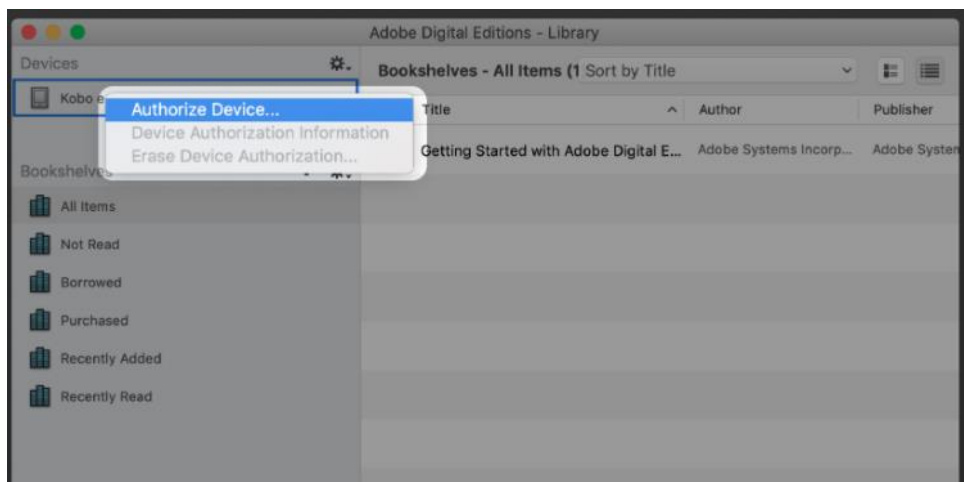 Adobe Digital Editions - Library
Devices
Bookshelves - All Items (1 Sort by Title
Kobo e
Authorize Device...
Device Authorization Information
Erase Device Authorization...
Title Author Publisher
Getting Started with Adobe Digital E... Adobe Systems Incorp... Adobe System
Bookshelves
All Items
Not Read
Borrowed
Purchased
Recently Added
Recently Read